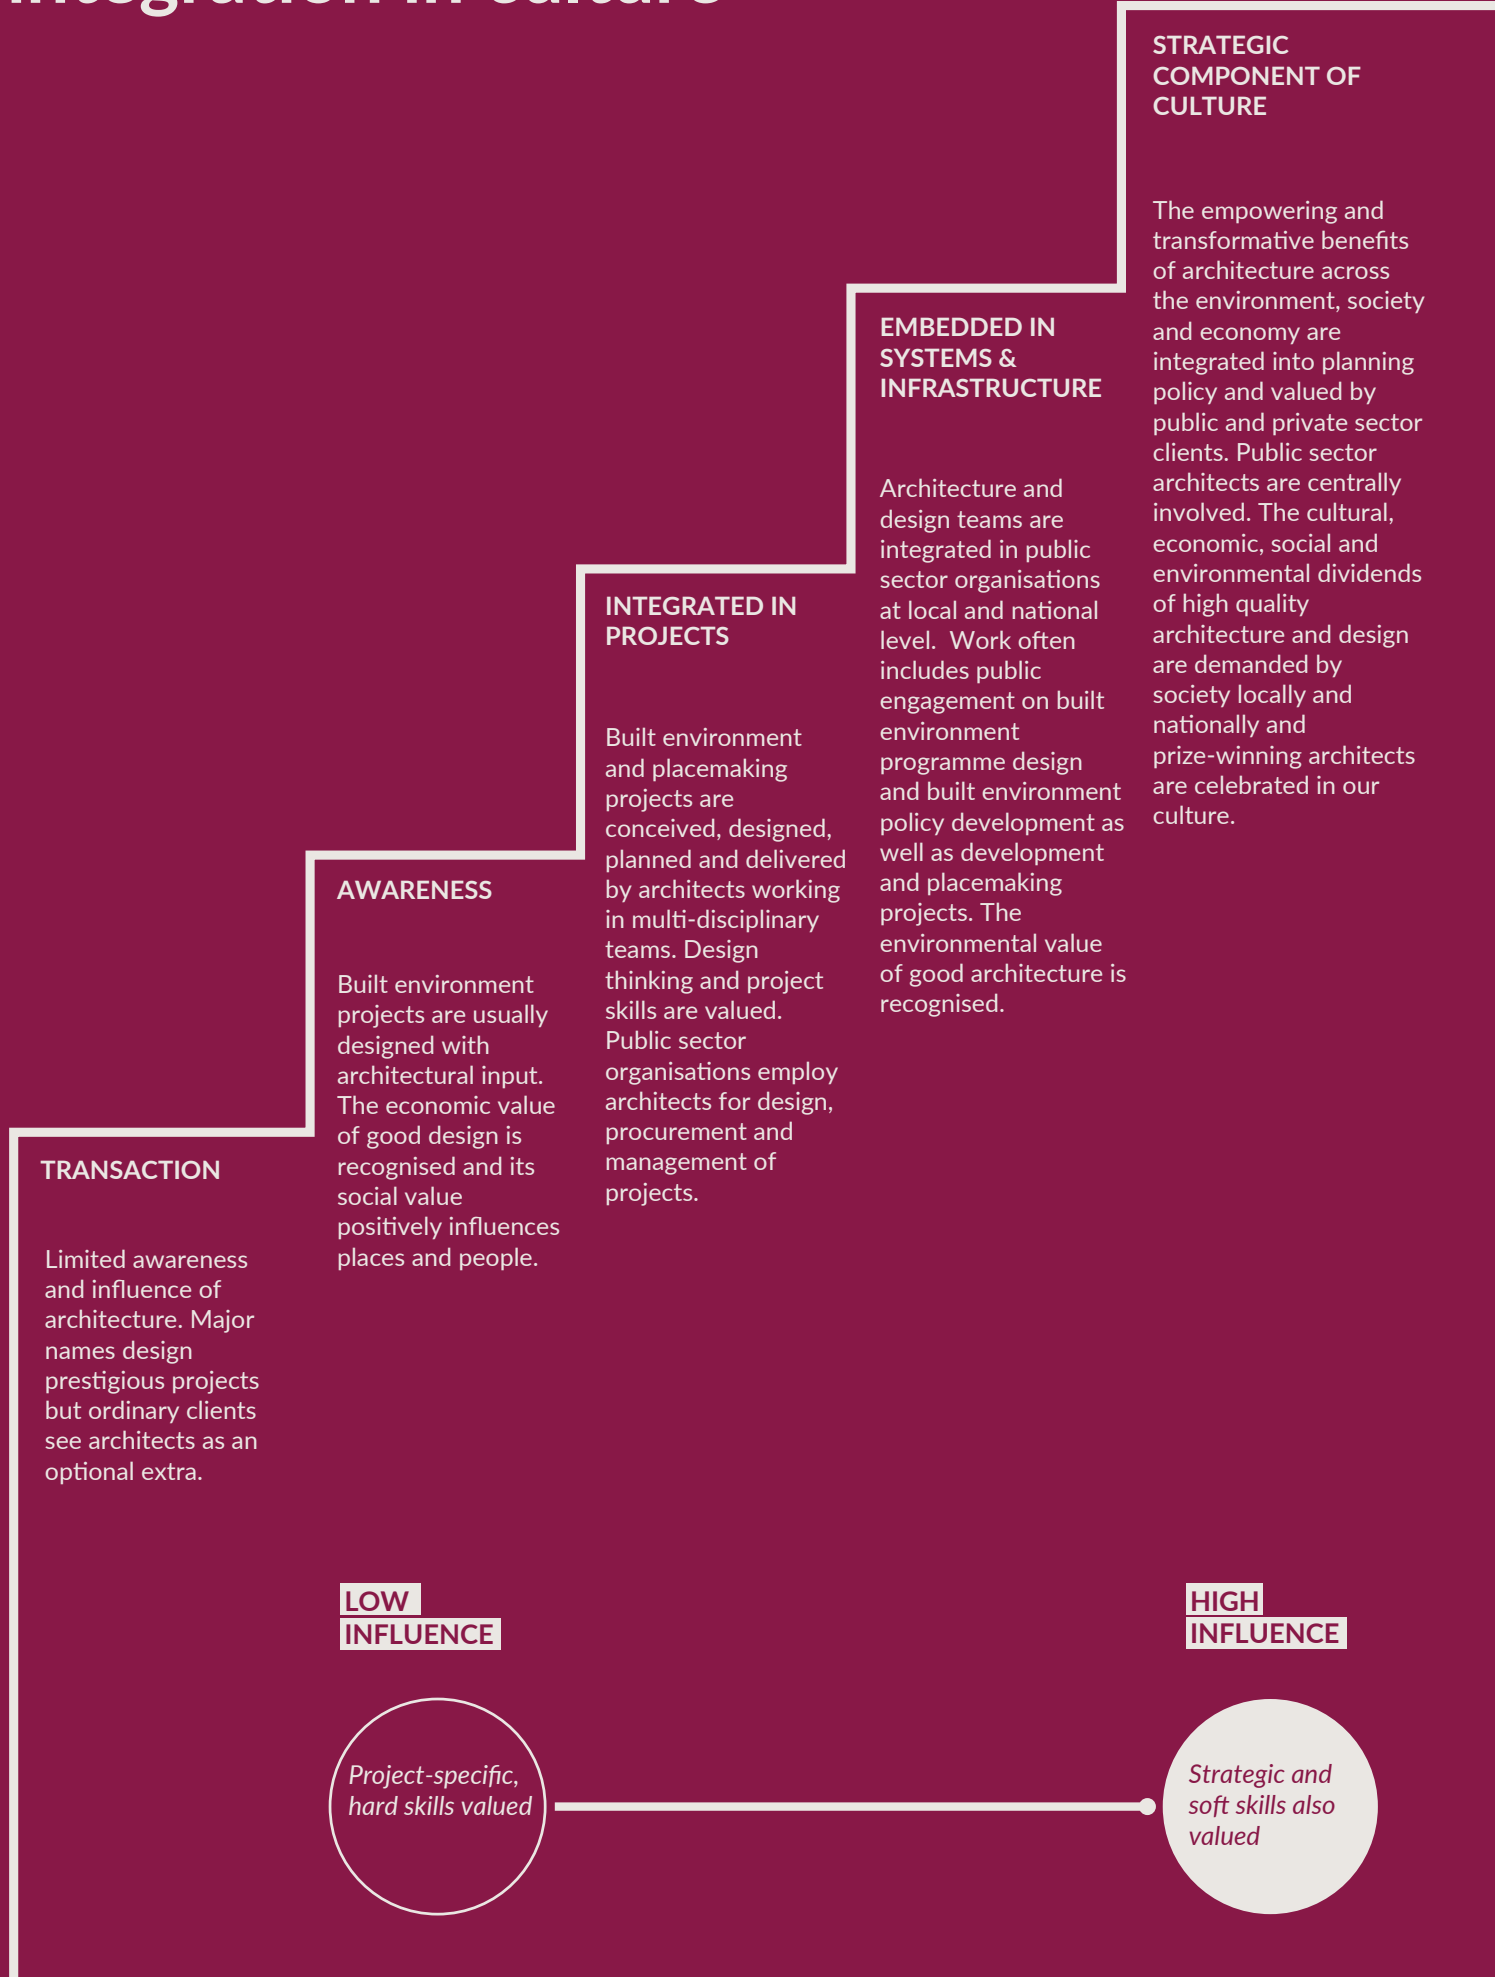 integration in culture
STRATEGIC
COMPONENT OF
CULTURE
The empowering and
transformative benefits
of architecture across
the environment, society
and economy are
integrated into planning
policy and valued by
public and private sector
clients. Public sector
architects are centrally
involved. The cultural,
economic, social and
environmental dividends
of high quality
architecture and design
are demanded by
society locally and
nationally and
prize-winning architects
are celebrated in our
culture.
EMBEDDED IN
SYSTEMS &
INFRASTRUCTURE
Architecture and
design teams are
integrated in public
sector organisations
at local and national
level.  Work often
includes public
engagement on built
environment
programme design
and built environment
policy development as
well as development
and placemaking
projects. The
environmental value
of good architecture is
recognised.
INTEGRATED IN
PROJECTS
Built environment
and placemaking
projects are
conceived, designed,
planned and delivered
by architects working
in multi-disciplinary
teams. Design
thinking and project
skills are valued.
Public sector
organisations employ
architects for design,
procurement and
management of
projects.
AWARENESS
Built environment
projects are usually
designed with
architectural input.
The economic value
of good design is
recognised and its
social value
positively influences
places and people.
TRANSACTION
Limited awareness
and influence of
architecture. Major
names design
prestigious projects
but ordinary clients
see architects as an
optional extra.
LOW
INFLUENCE
HIGH
INFLUENCE
Project-specific,
hard skills valued
Strategic and
soft skills also
valued